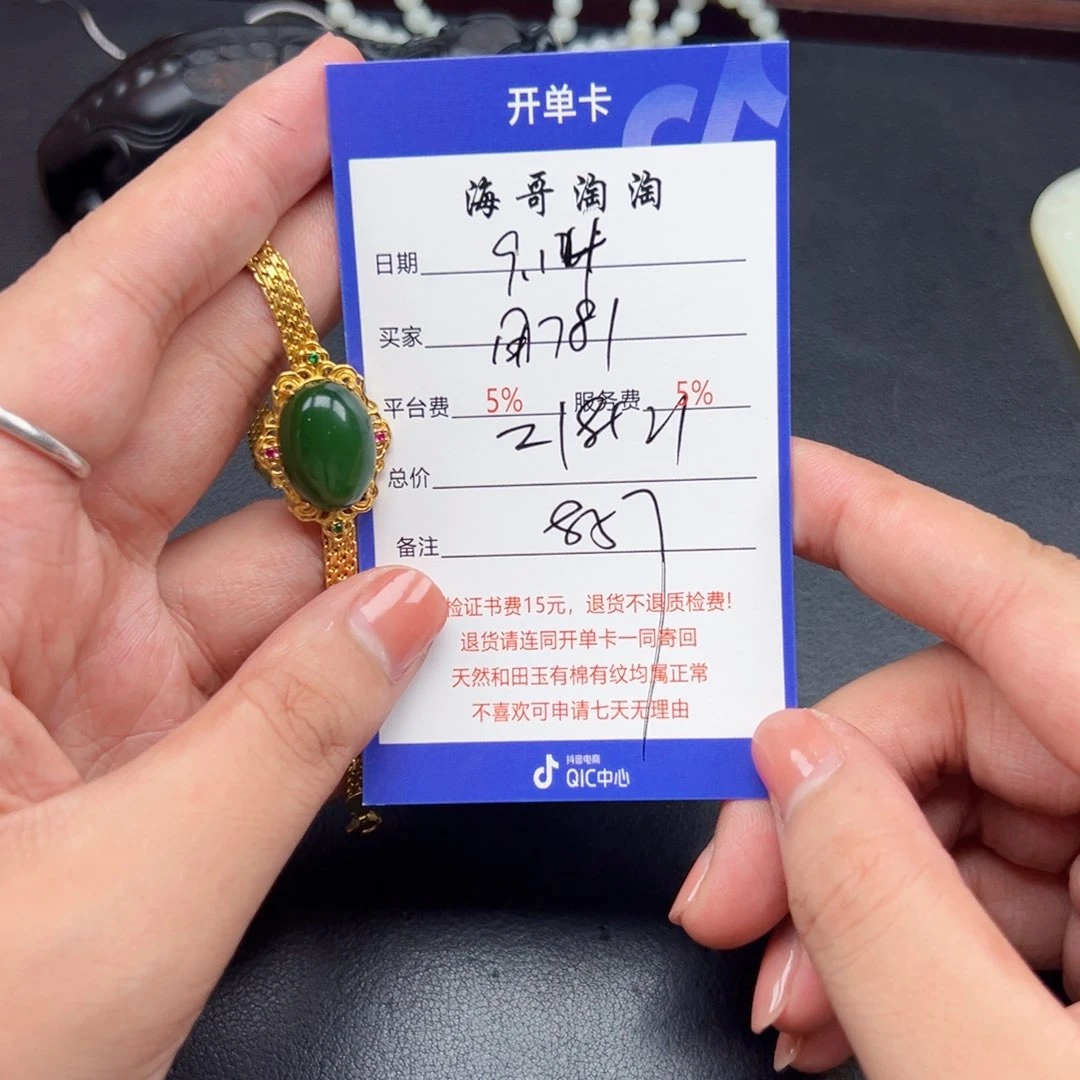 开单卡
海哥淘淘
日期 9.1
买家 781
平台费 5% 服务费 5%
总价
备注
检证书费15元，退货不退质检费！
退货请连同开单卡一同寄回
天然和田玉有棉有纹均属正常
不喜欢可申请七天无理由
抖音电商
QIC中心